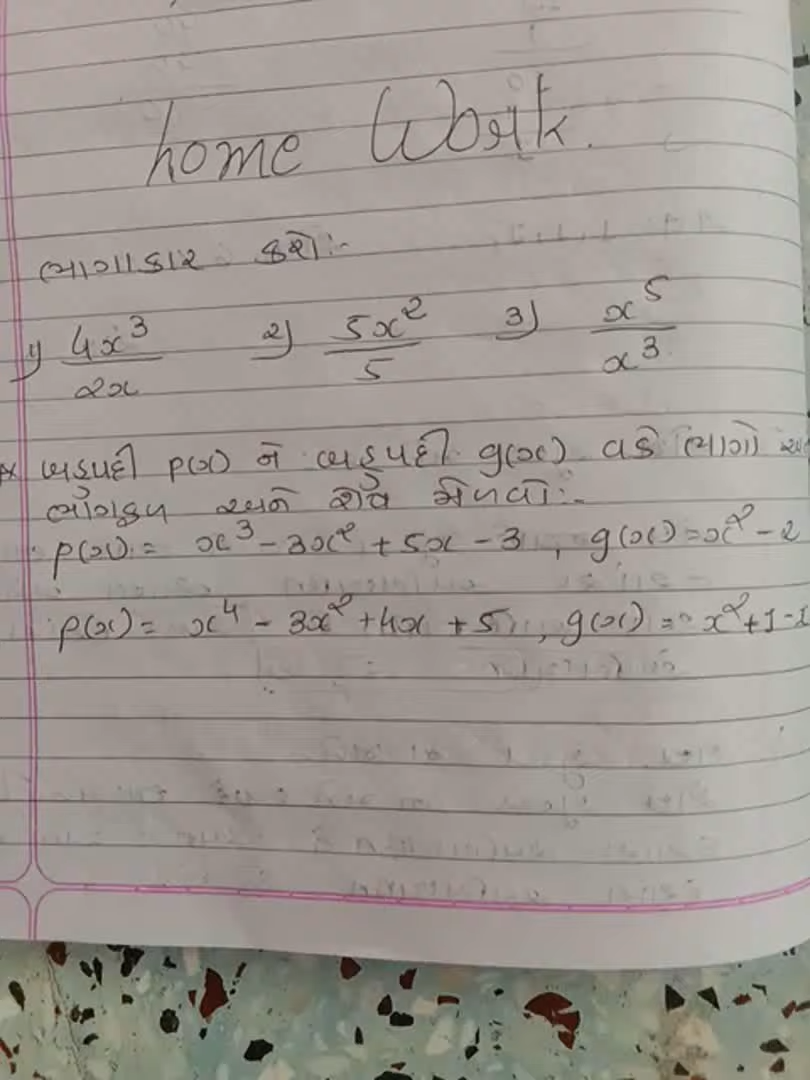 home Work.
ભાગાકાર કરો:-
1) 4x³/2x 2) 5x²/5 3) x⁵/x³
* બહુપદી p(x) ને બહુપદી g(x) વડે ભાગો
ભાગફળ અને શેષ મેળવો:-
p(x) = x³ - 3x² + 5x - 3, g(x) = x² - 2
p(x) = x⁴ - 3x² + 4x + 5, g(x) = x² + 1 -